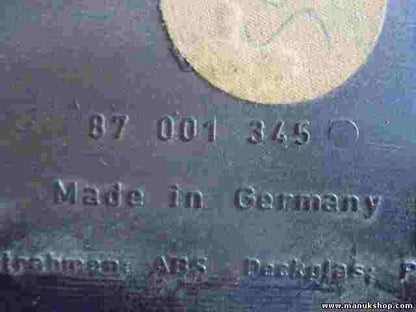 87 001 345
Made in Germany
ABS Deckglas: P
www.manukshop.com